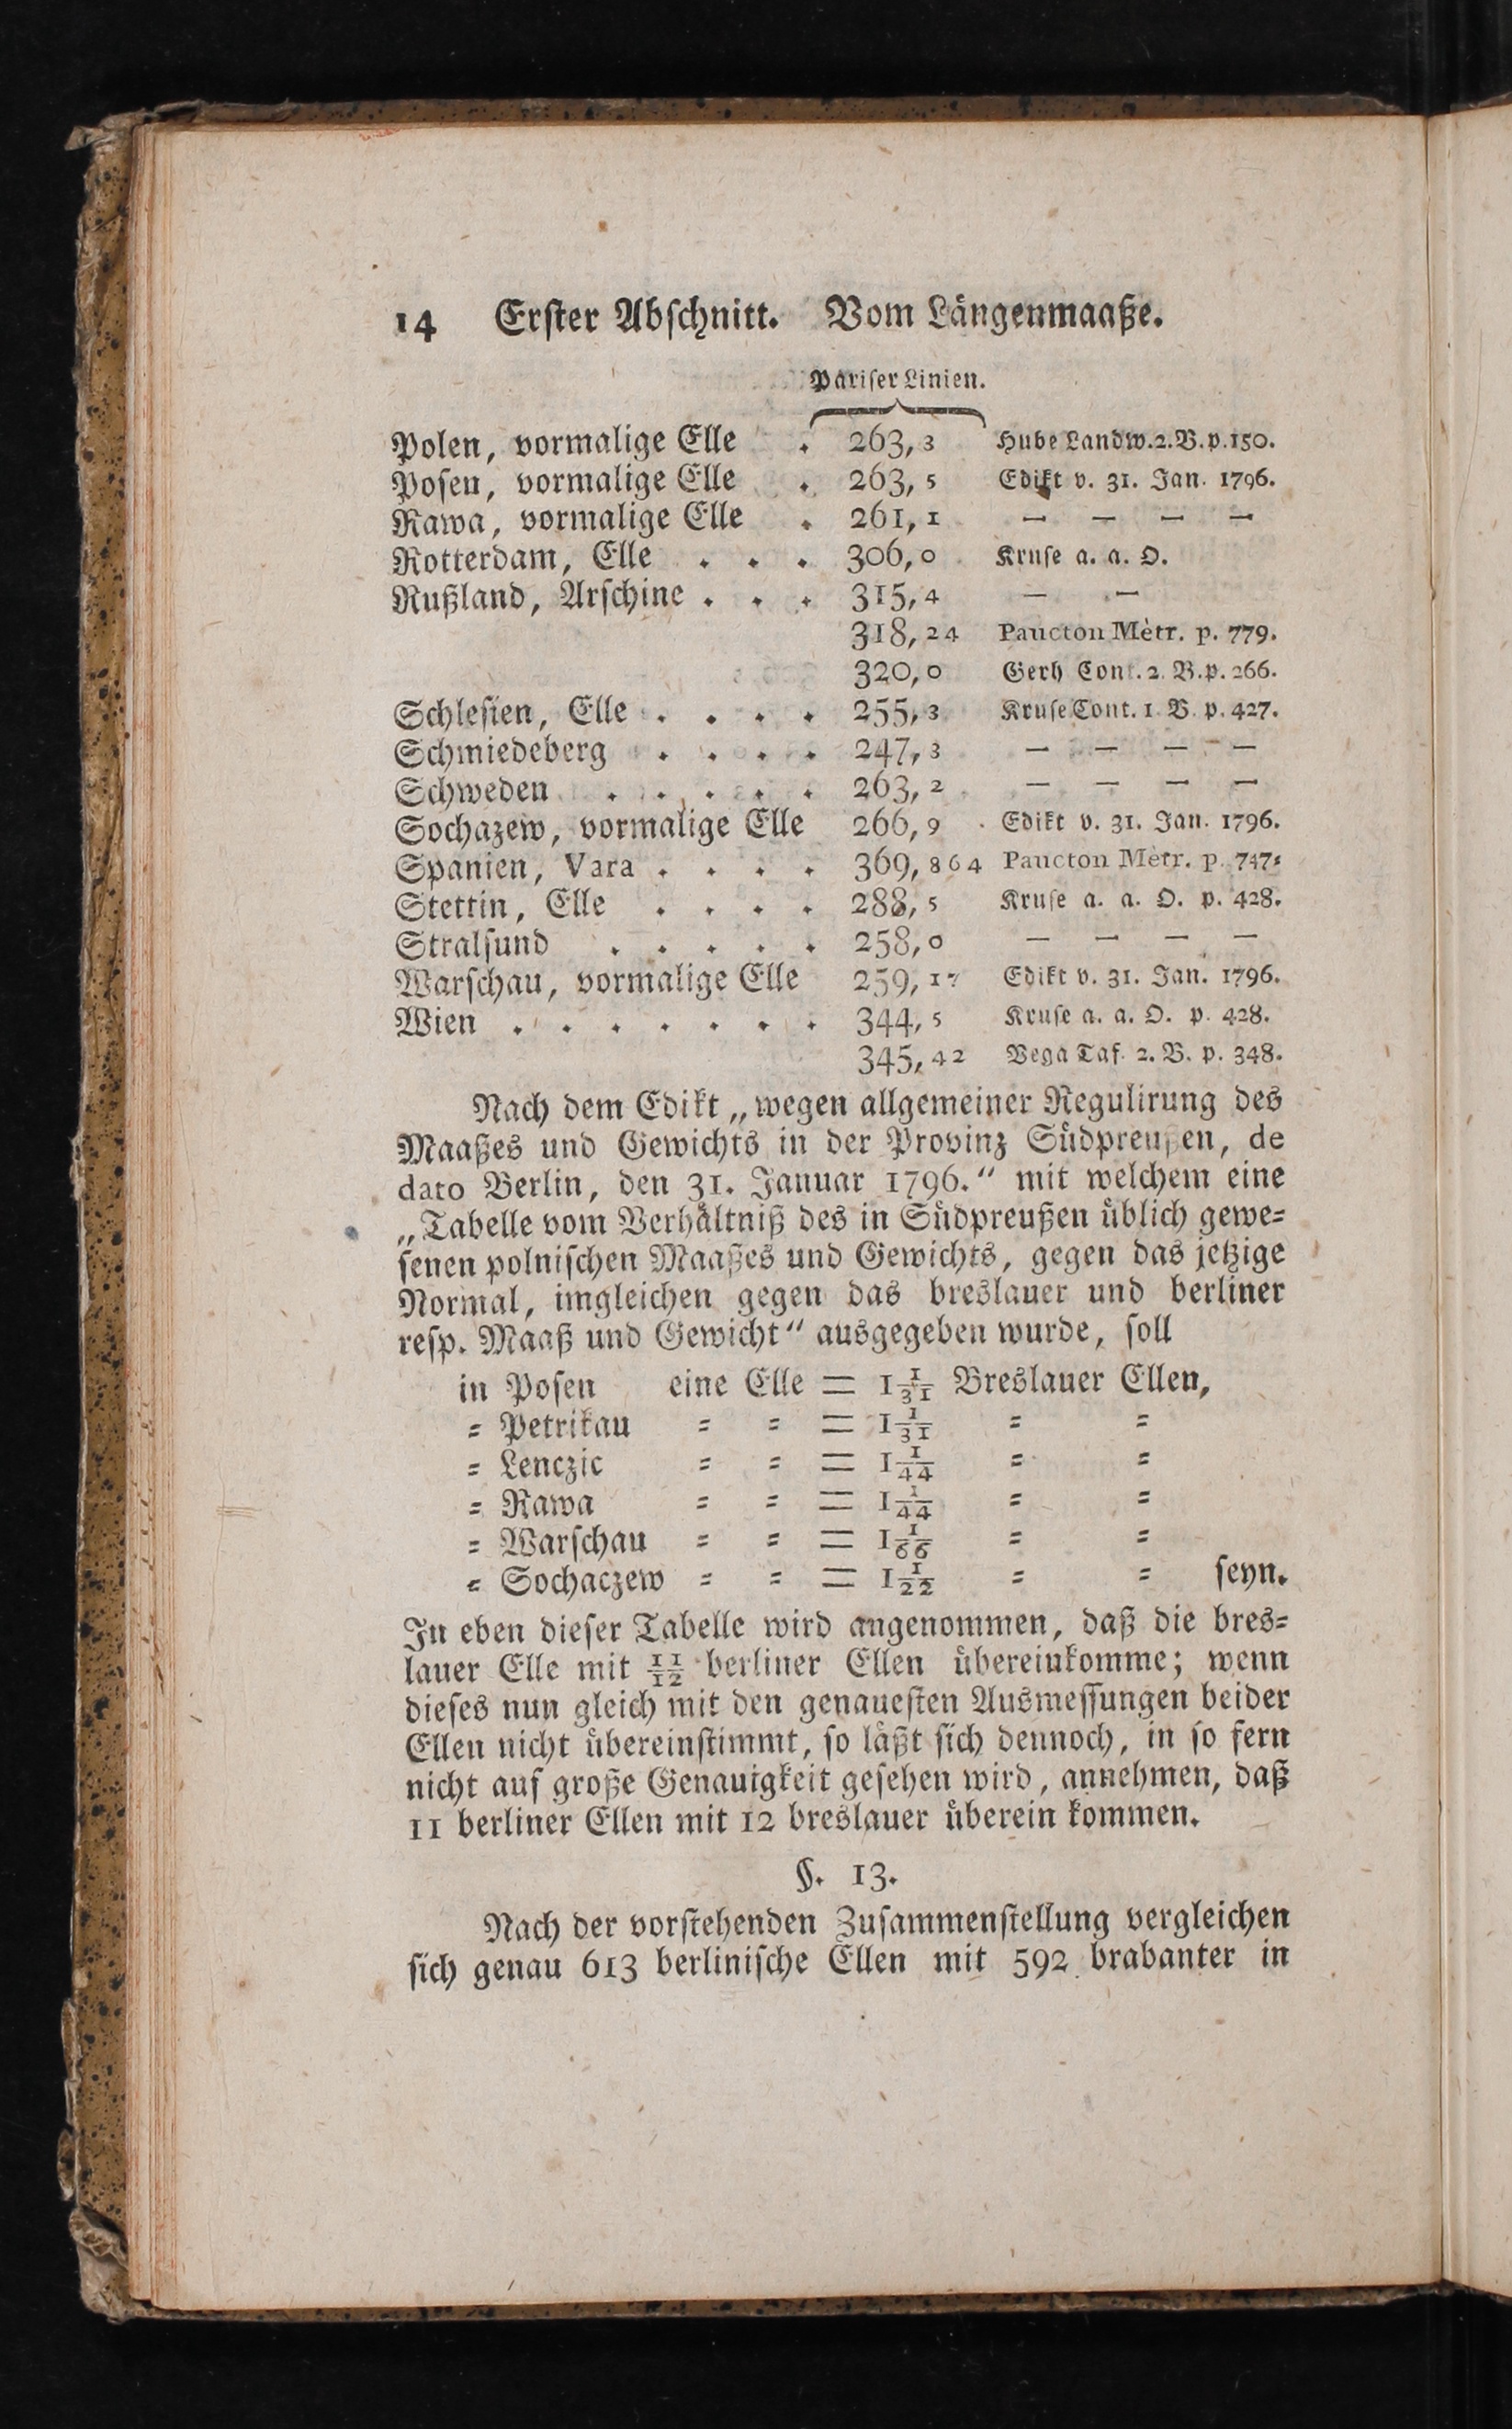 14 Erster Abschnitt. Vom Längenmaaße.
Pariser Linien.
Polen, vormalige Elle . 263,3 Hube Landw. 2. B. p. 150.
Posen, vormalige Elle . 263,5 Edikt v. 31. Jan. 1796.
Rawa, vormalige Elle . 261,1 — — — —
Rotterdam, Elle . . . 306,0 Kruse a. a. O.
Rußland, Arschine . . . 315,4 — —
318,24 Paucton Mètr. p. 779.
320,0 Gerh Cont. 2. B. p. 266.
Schlesien, Elle . . . . 255,3 Kruse Cont. 1. B. p. 427.
Schmiedeberg . . . . 247,3 — — — —
Schweden . . . . . 263,2 — — — —
Sochazew, vormalige Elle 266,9 Edikt v. 31. Jan. 1796.
Spanien, Vara . . . . 369,864 Paucton Mètr. p. 747.
Stettin, Elle . . . . 288,5 Kruse a. a. O. p. 428.
Stralsund . . . . . 258,0 — — — —
Warschau, vormalige Elle 259,17 Edikt v. 31. Jan. 1796.
Wien . . . . . . . 344,5 Kruse a. a. O. p. 428.
345,42 Vega Taf. 2. B. p. 348.
Nach dem Edikt „wegen allgemeiner Regulirung des
Maaßes und Gewichts in der Provinz Südpreußen, de
dato Berlin, den 31. Januar 1796.“ mit welchem eine
„Tabelle vom Verhältniß des in Südpreußen üblich gewe=
senen polnischen Maaßes und Gewichts, gegen das jetzige
Normal, imgleichen gegen das breslauer und berliner
resp. Maaß und Gewicht“ ausgegeben wurde, soll
in Posen eine Elle = 1 1/31 Breslauer Ellen,
= Petrikau = = = 1 1/31 = =
= Lenczic = = = 1 1/44 = =
= Rawa = = = 1 1/44 = =
= Warschau = = = 1 1/66 = =
= Sochaczew = = = 1 1/22 = = seyn.
In eben dieser Tabelle wird angenommen, daß die bres=
lauer Elle mit 11/12 berliner Ellen übereinkomme; wenn
dieses nun gleich mit den genauesten Ausmessungen beider
Ellen nicht übereinstimmt, so läßt sich dennoch, in so fern
nicht auf große Genauigkeit gesehen wird, annehmen, daß
11 berliner Ellen mit 12 breslauer überein kommen.
§. 13.
Nach der vorstehenden Zusammenstellung vergleichen
sich genau 613 berlinische Ellen mit 592 brabanter in